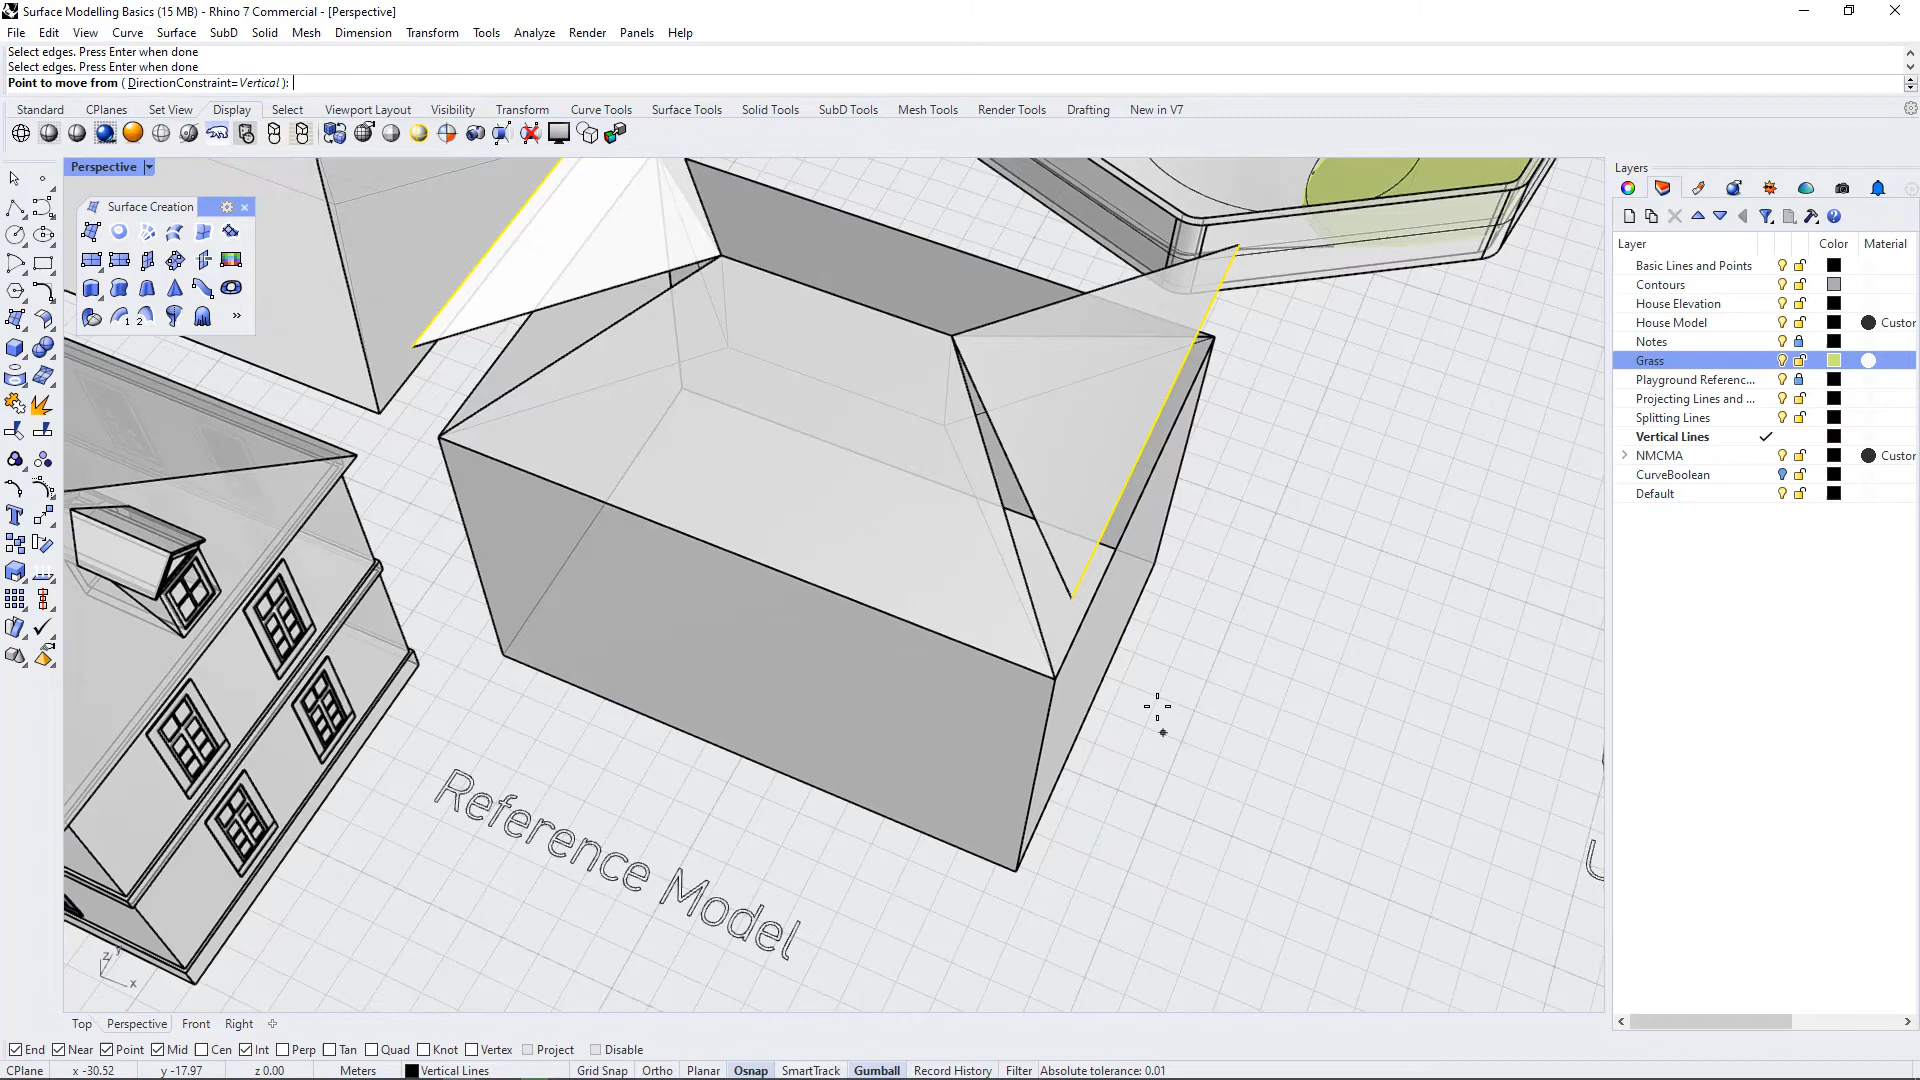 Surface Modelling Basics (15 MB) - Rhino 7 Commercial - [Perspective]
File Edit View Curve Surface SubD Solid Mesh Dimension Transform Tools Analyze Render Panels Help
Select edges. Press Enter when done
Select edges. Press Enter when done
Point to move from ( DirectionConstraint=Vertical ):
Standard CPlanes Set View Display Select Viewport Layout Visibility Transform Curve Tools Surface Tools Solid Tools SubD Tools Mesh Tools Render Tools Drafting New in V7
Perspective
Surface Creation
1 2
»
Layers
Layer Color Material
Basic Lines and Points
Contours
House Elevation
House Model Custor
Notes
Grass
Playground Referenc...
Projecting Lines and ...
Splitting Lines
Vertical Lines
NMCMA Custor
CurveBoolean
Default
Reference Model
z y x
Top Perspective Front Right
End Near Point Mid Cen Int Perp Tan Quad Knot Vertex Project Disable
CPlane x -30.52 y -17.97 z 0.00 Meters Vertical Lines Grid Snap Ortho Planar Osnap SmartTrack Gumball Record History Filter Absolute tolerance: 0.01